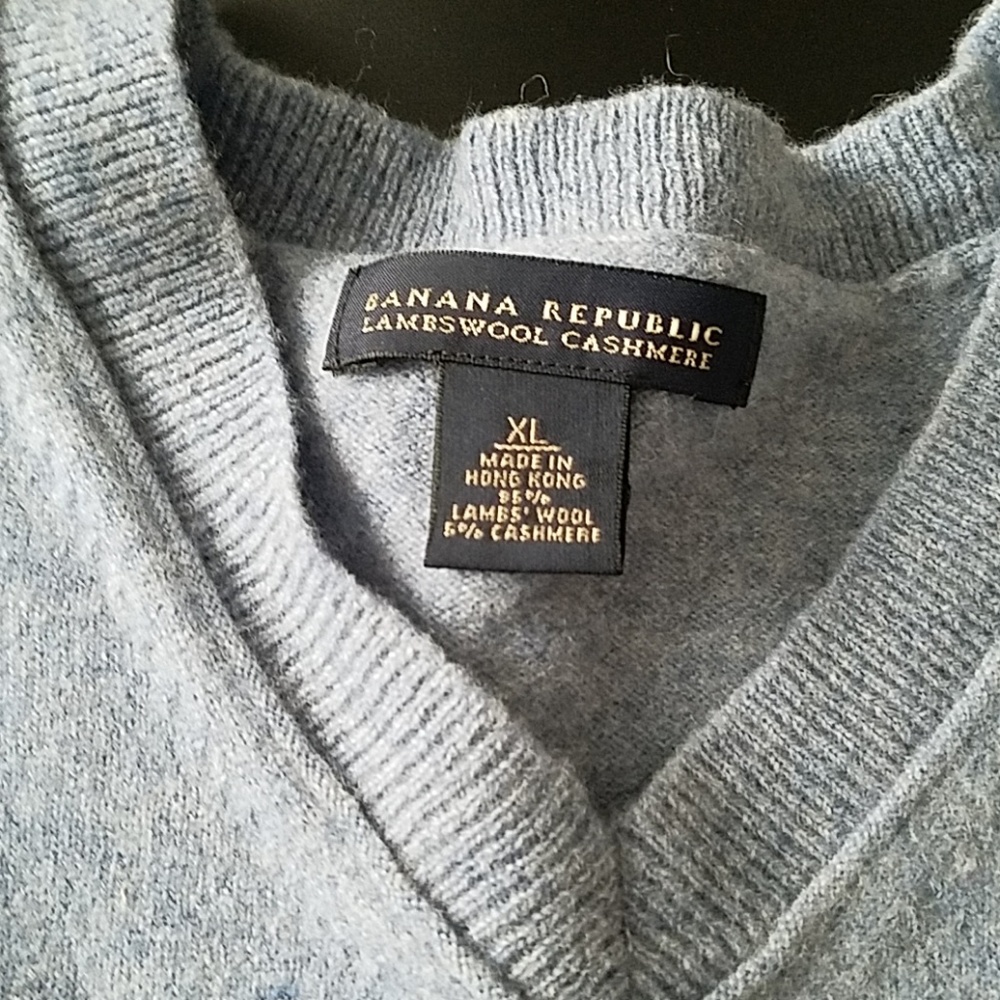 BANANA REPUBLIC
LAMBSWOOL CASHMERE
XL
MADE IN
HONG KONG
95%
LAMBS' WOOL
5% CASHMERE